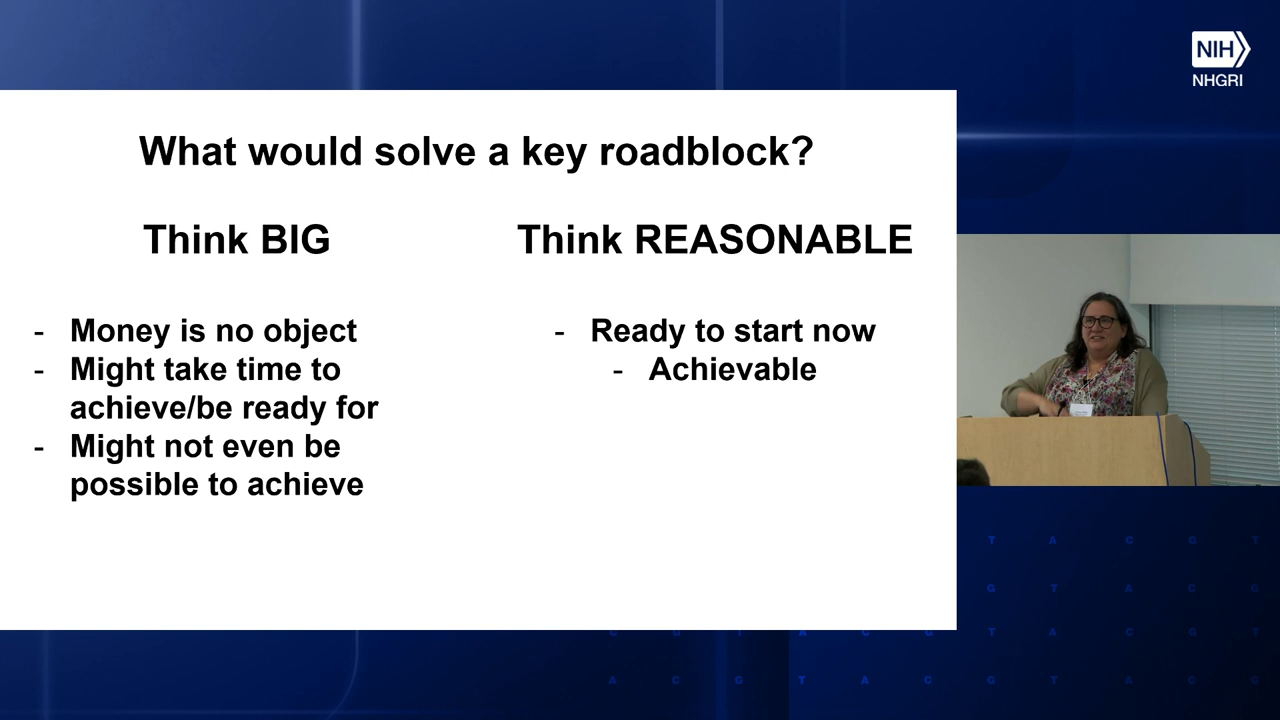 NIH
NHGRI
What would solve a key roadblock?
Think BIG
- Money is no object
- Might take time to
achieve/be ready for
- Might not even be
possible to achieve
Think REASONABLE
- Ready to start now
- Achievable
T A C G T
G T A C G
C G T A C G T A C G T
A C G T A C G T A C